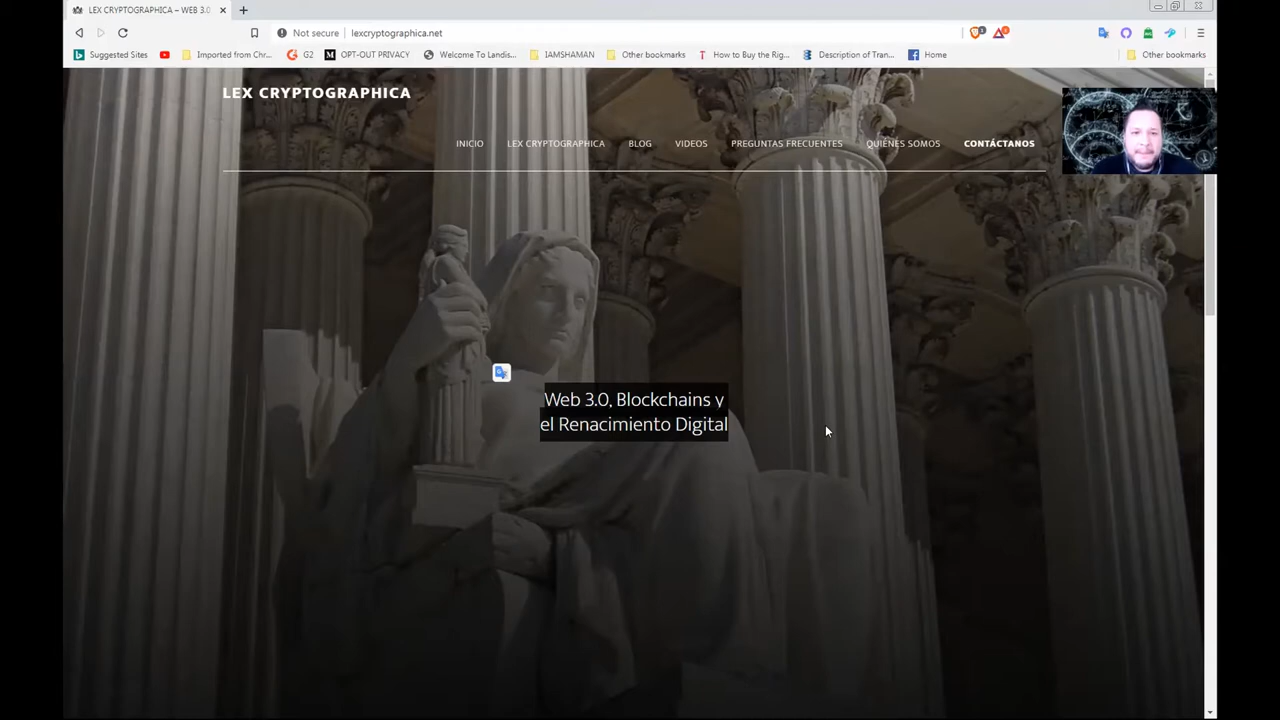 LEX CRYPTOGRAPHICA – WEB 3.0
Not secure
lexcryptographica.net
Suggested Sites
Imported from Chr...
G2
OPT-OUT PRIVACY
Welcome To Landis...
IAMSHAMAN
Other bookmarks
How to Buy the Rig...
Description of Tran...
Home
Other bookmarks
LEX CRYPTOGRAPHICA
INICIO
LEX CRYPTOGRAPHICA
BLOG
VIDEOS
PREGUNTAS FRECUENTES
QUIÉNES SOMOS
CONTÁCTANOS
Web 3.0, Blockchains y
el Renacimiento Digital